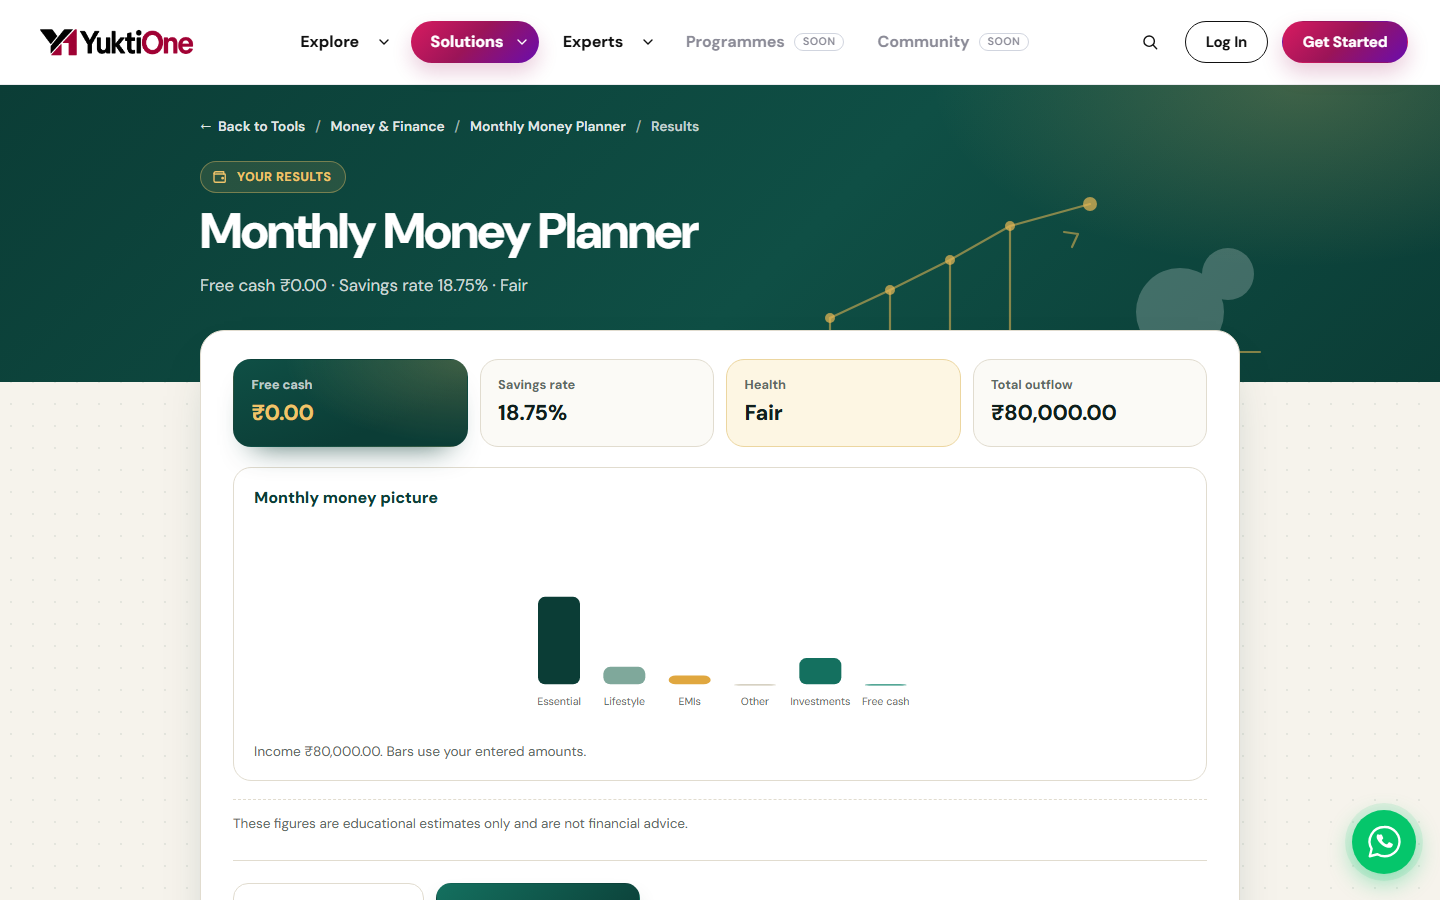 YuktiOne
Explore
Solutions
Experts
Programmes SOON
Community SOON
Log In
Get Started
← Back to Tools / Money & Finance / Monthly Money Planner / Results
YOUR RESULTS
Monthly Money Planner
Free cash ₹0.00 · Savings rate 18.75% · Fair
Free cash
₹0.00
Savings rate
18.75%
Health
Fair
Total outflow
₹80,000.00
Monthly money picture
Essential Lifestyle EMIs Other Investments Free cash
Income ₹80,000.00. Bars use your entered amounts.
These figures are educational estimates only and are not financial advice.